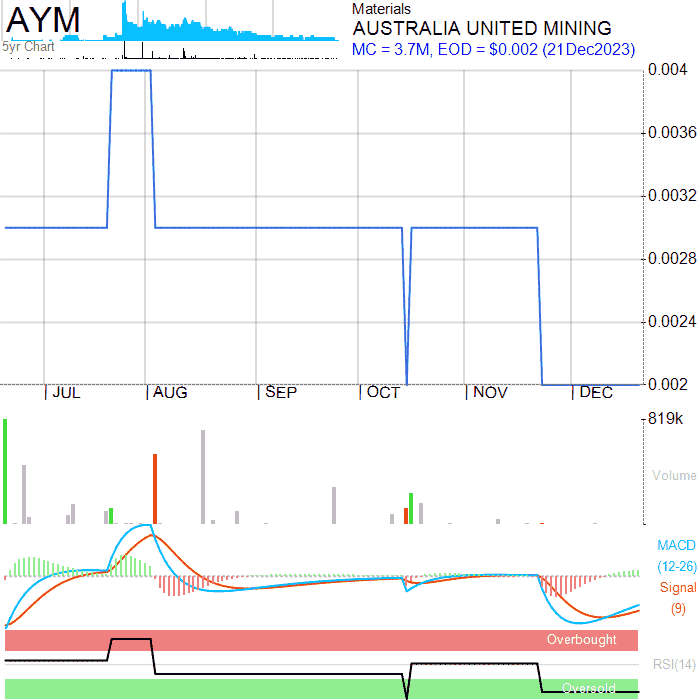 AYM
5yr Chart
Materials
AUSTRALIA UNITED MINING
MC = 3.7M, EOD = $0.002 (21Dec2023)
0.004
0.0036
0.0032
0.0028
0.0024
0.002
JUL AUG SEP OCT NOV DEC
819k
Volume
MACD
(12-26)
Signal
(9)
Overbought
RSI(14)
Oversold